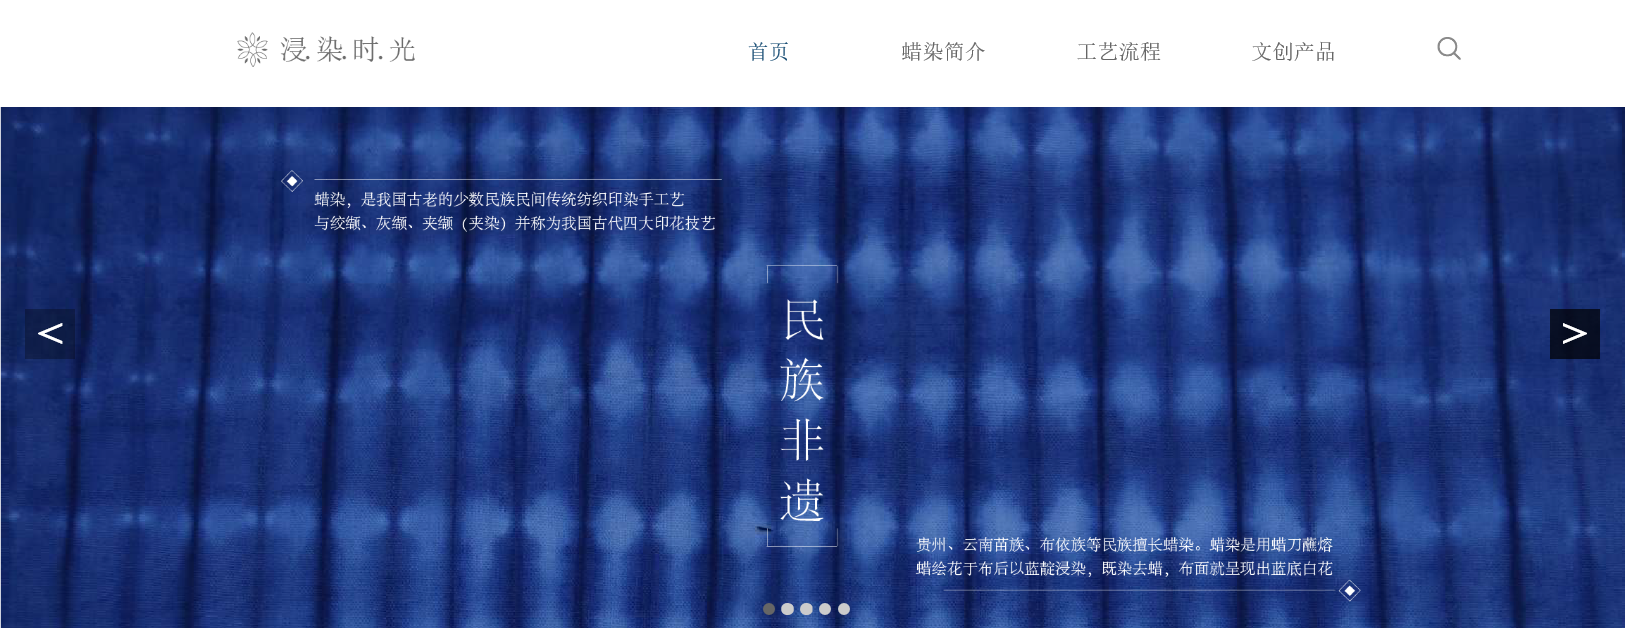 浸.染.时.光
首页
蜡染简介
工艺流程
文创产品
蜡染，是我国古老的少数民族民间传统纺织印染手工艺
与绞缬、灰缬、夹缬（夹染）并称为我国古代四大印花技艺
<
>
民
族
非
遗
贵州、云南苗族、布依族等民族擅长蜡染。蜡染是用蜡刀蘸熔
蜡绘花于布后以蓝靛浸染，既染去蜡，布面就呈现出蓝底白花